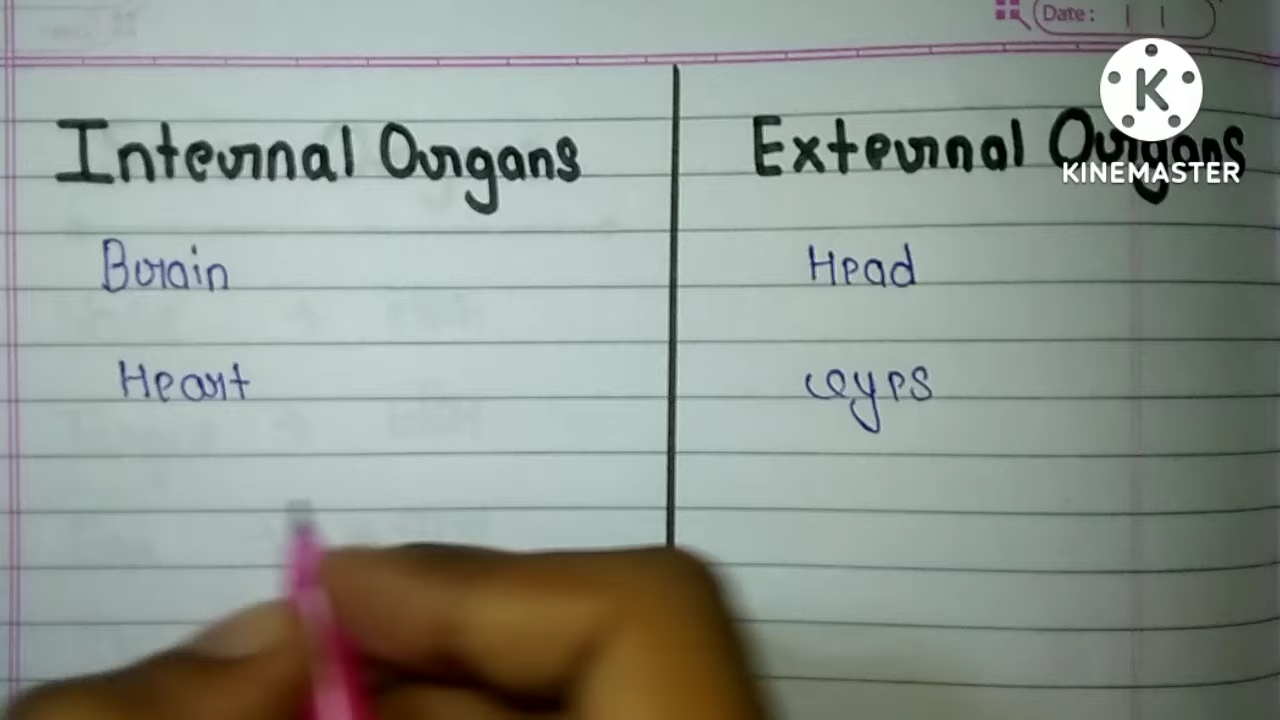 Date:
K
KINEMASTER
Internal Organs
External Organs
Brain
Head
Heart
eyes